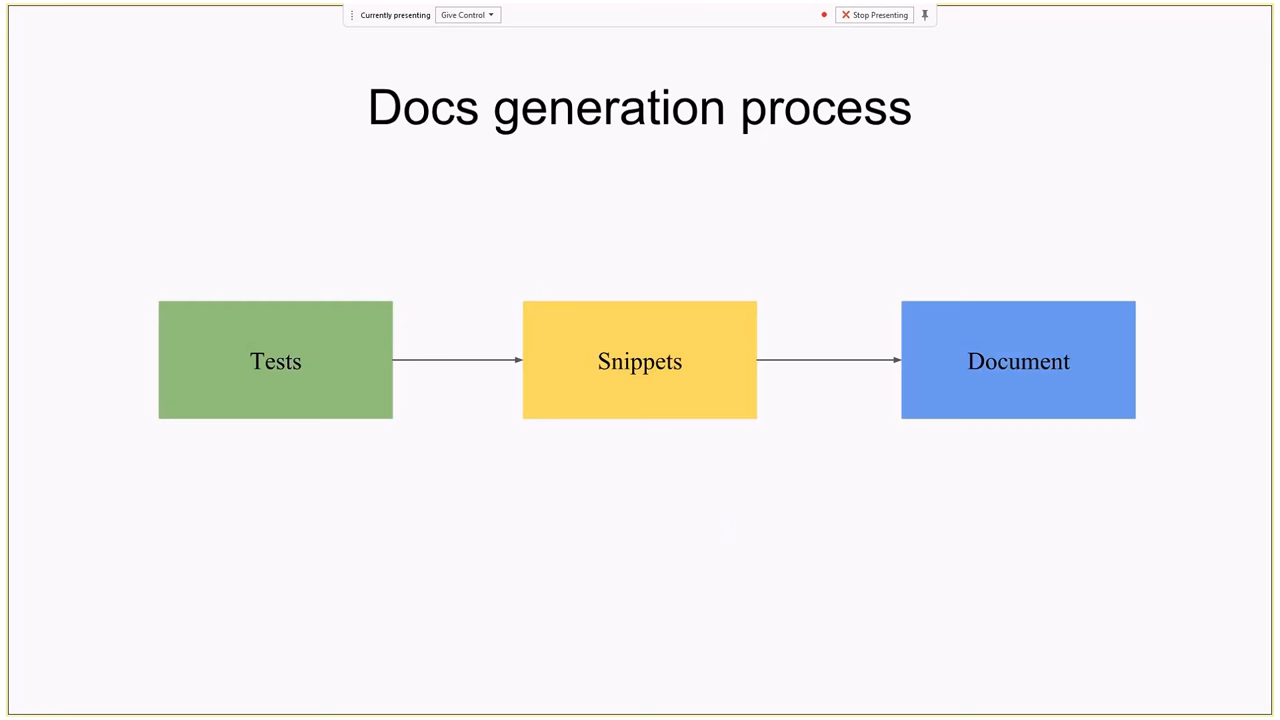 Currently presenting Give Control Stop Presenting
Docs generation process
Tests Snippets Document